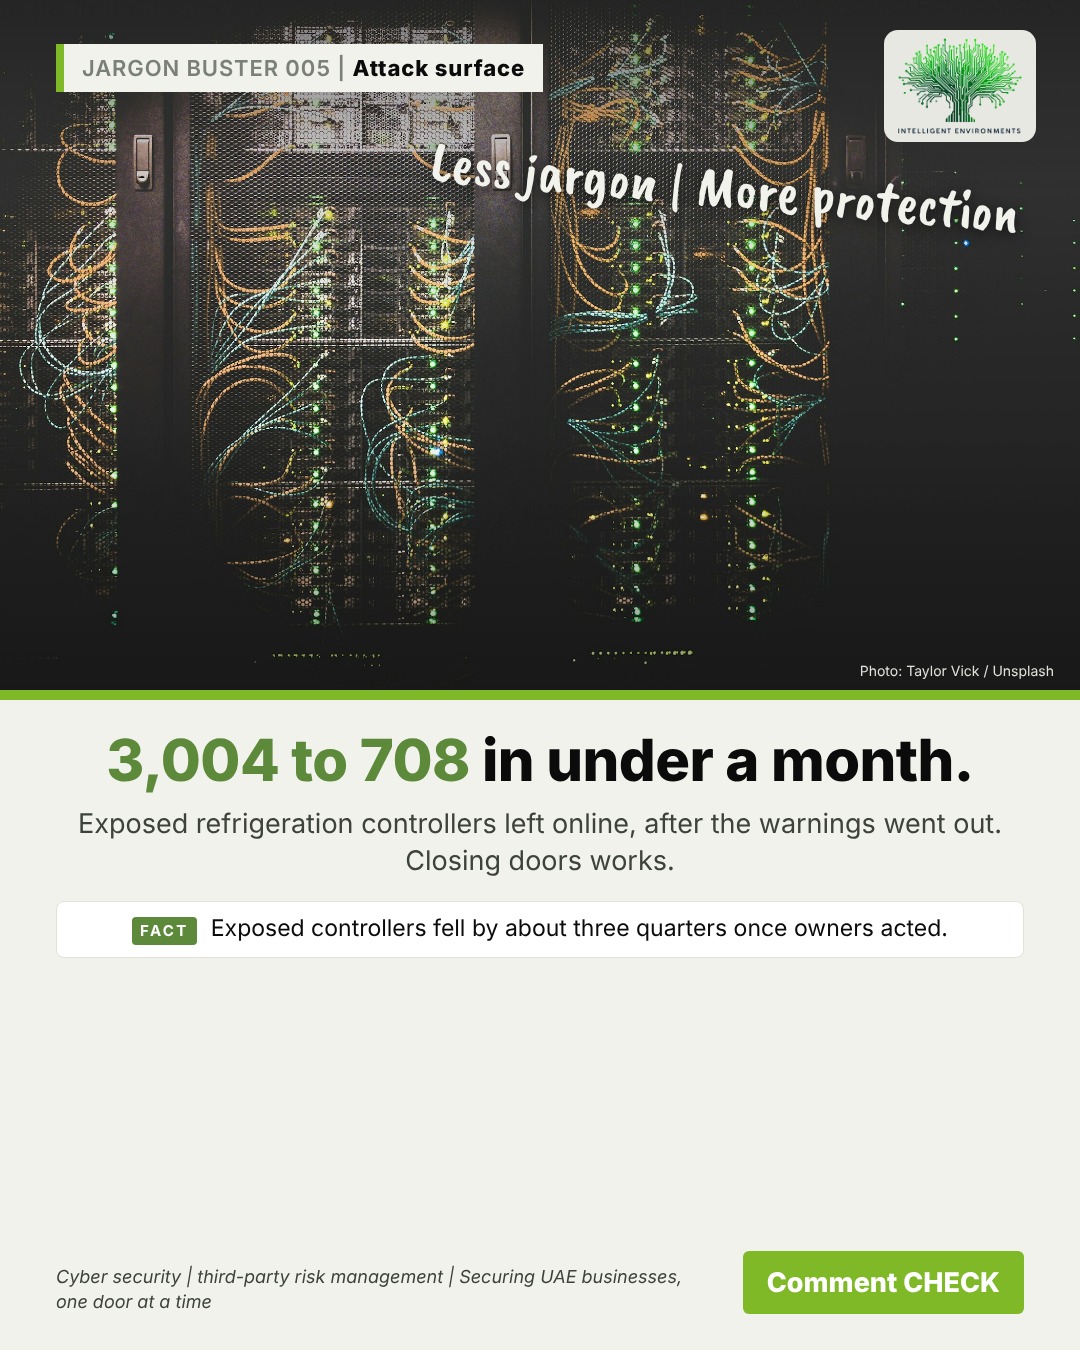 JARGON BUSTER 005 | Attack surface
INTELLIGENT ENVIRONMENTS
Less jargon | More protection
Photo: Taylor Vick / Unsplash
3,004 to 708 in under a month.
Exposed refrigeration controllers left online, after the warnings went out.
Closing doors works.
FACT Exposed controllers fell by about three quarters once owners acted.
Cyber security | third-party risk management | Securing UAE businesses,
one door at a time
Comment CHECK